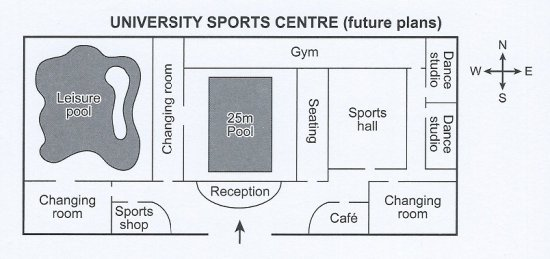 UNIVERSITY SPORTS CENTRE (future plans)
Gym
Dance
studio
Changing room
Leisure
pool
25m
Pool
Seating
Sports
hall
Dance
studio
N
W
E
S
Changing
room
Sports
shop
Reception
Café
Changing
room